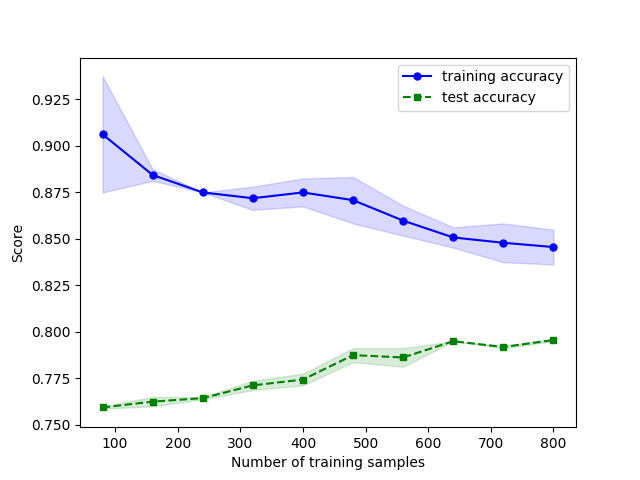 training accuracy
test accuracy
0.925
0.900
0.875
0.850
0.825
0.800
0.775
0.750
Score
100 200 300 400 500 600 700 800
Number of training samples